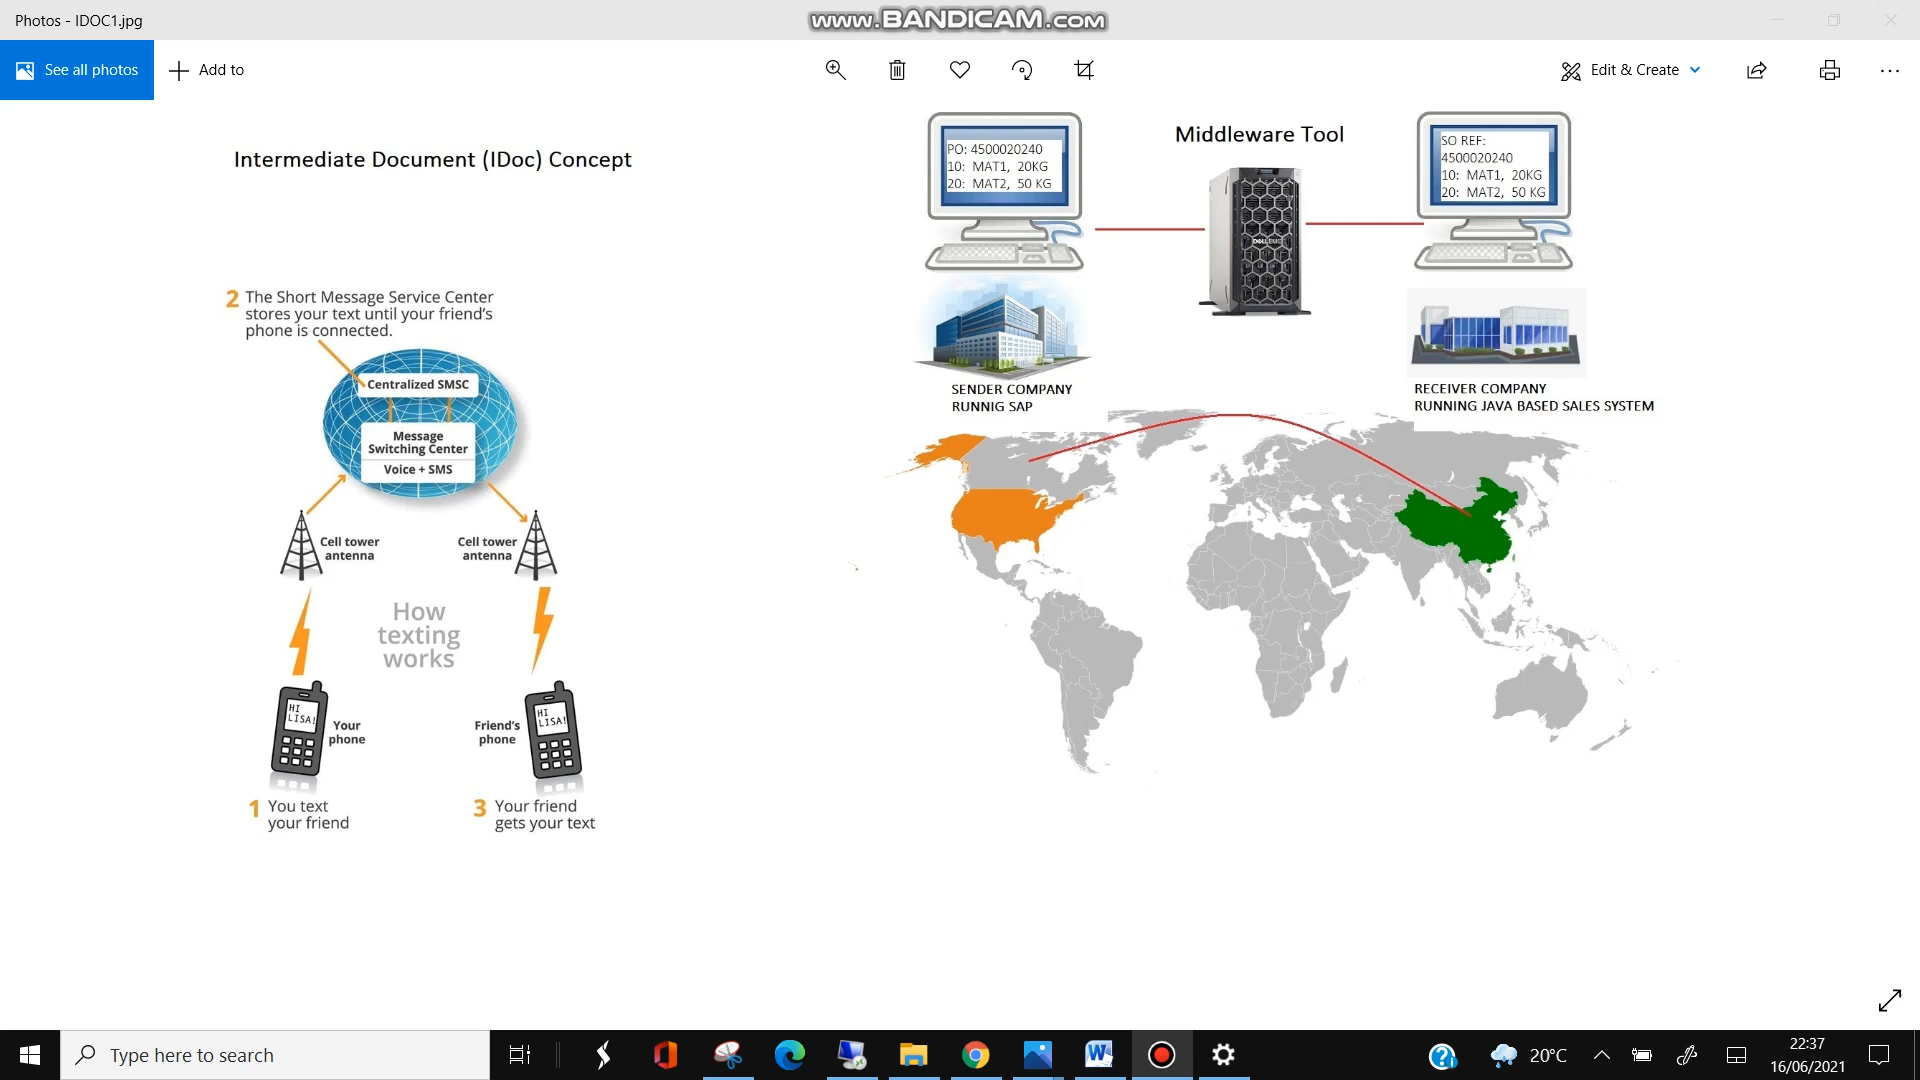 Photos - IDOC1.jpg
www.BANDICAM.com
See all photos
Add to
Edit & Create
Intermediate Document (IDoc) Concept
2 The Short Message Service Center
stores your text until your friend's
phone is connected.
Centralized SMSC
Message
Switching Center
Voice + SMS
Cell tower
antenna
Cell tower
antenna
How
texting
works
HI
LISA!
Your
phone
Friend's
phone
HI
LISA!
1 You text
your friend
3 Your friend
gets your text
Middleware Tool
PO: 4500020240
10: MAT1, 20KG
20: MAT2, 50 KG
DELLEMC
SO REF:
4500020240
10: MAT1, 20KG
20: MAT2, 50 KG
SENDER COMPANY
RUNNIG SAP
RECEIVER COMPANY
RUNNING JAVA BASED SALES SYSTEM
Type here to search
20°C
22:37
16/06/2021